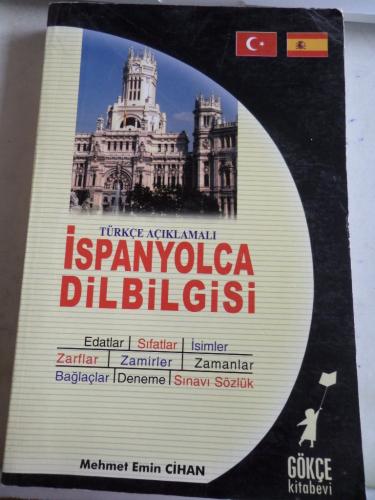 TÜRKÇE AÇIKLAMALI
İSPANYOLCA
DİLBİLGİSİ
Edatlar | Sıfatlar | İsimler
Zarflar | Zamirler | Zamanlar
Bağlaçlar | Deneme | Sınavı Sözlük
Mehmet Emin CİHAN
GÖKÇE
kitabevi